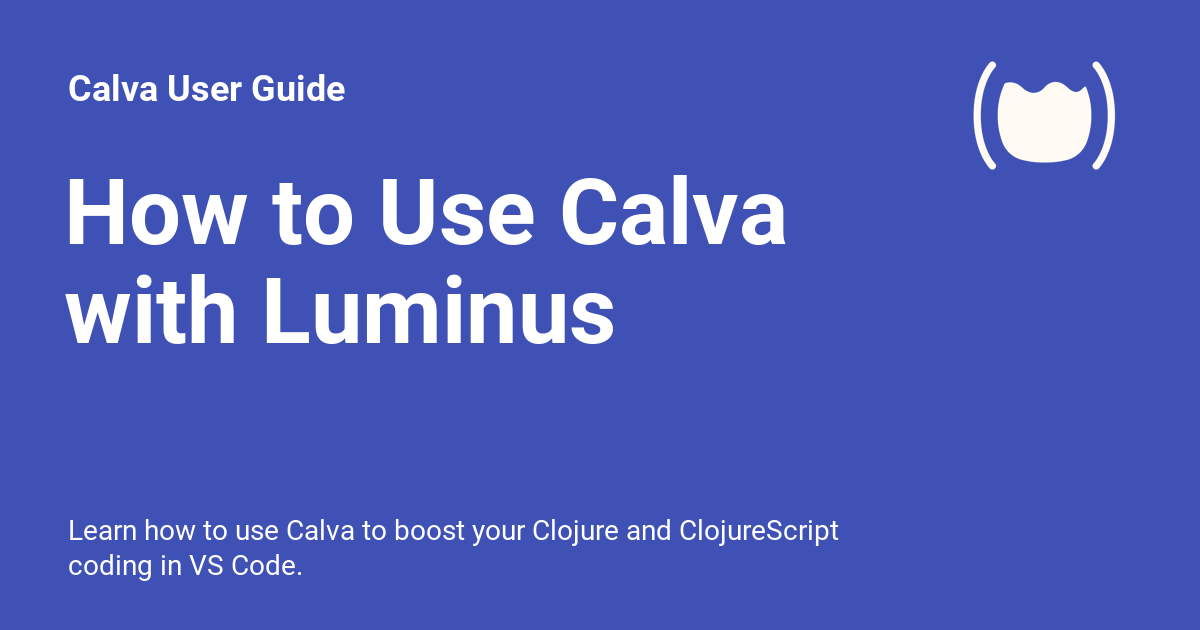 Calva User Guide
How to Use Calva
with Luminus
Learn how to use Calva to boost your Clojure and ClojureScript
coding in VS Code.